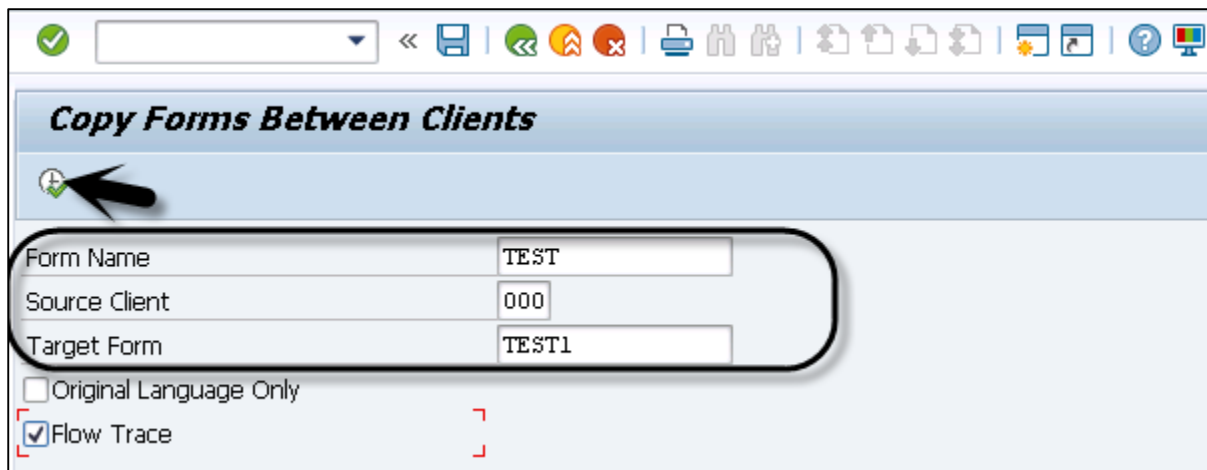 Copy Forms Between Clients
Form Name TEST
Source Client 000
Target Form TEST1
Original Language Only
Flow Trace